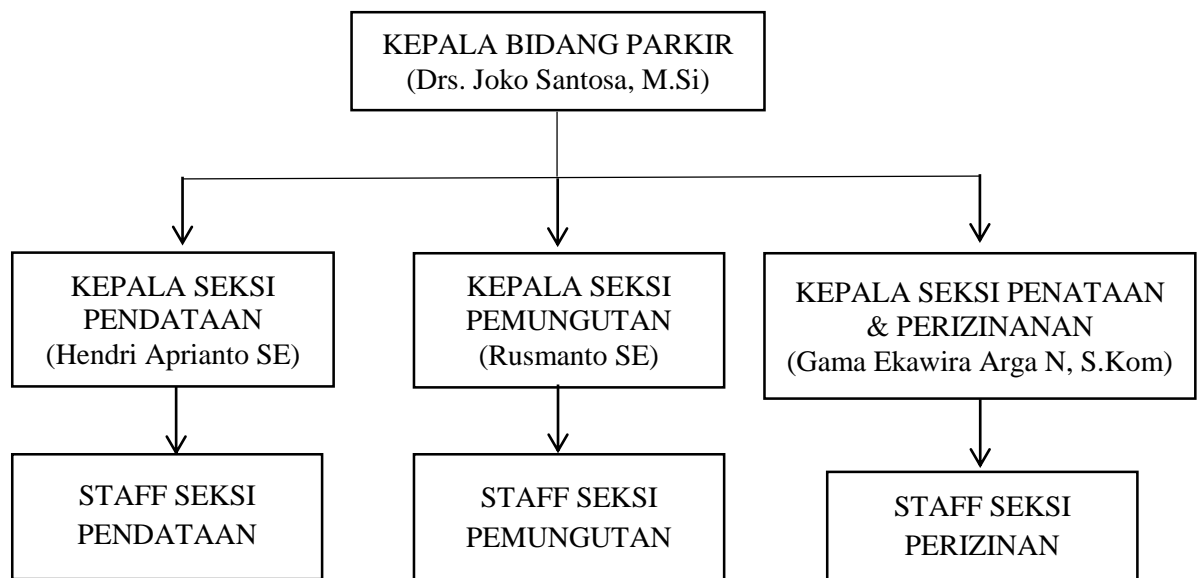 KEPALA BIDANG PARKIR
(Drs. Joko Santosa, M.Si)
KEPALA SEKSI
PENDATAAN
(Hendri Aprianto SE)
KEPALA SEKSI
PEMUNGUTAN
(Rusmanto SE)
KEPALA SEKSI PENATAAN
& PERIZINANAN
(Gama Ekawira Arga N, S.Kom)
STAFF SEKSI
PENDATAAN
STAFF SEKSI
PEMUNGUTAN
STAFF SEKSI
PERIZINAN